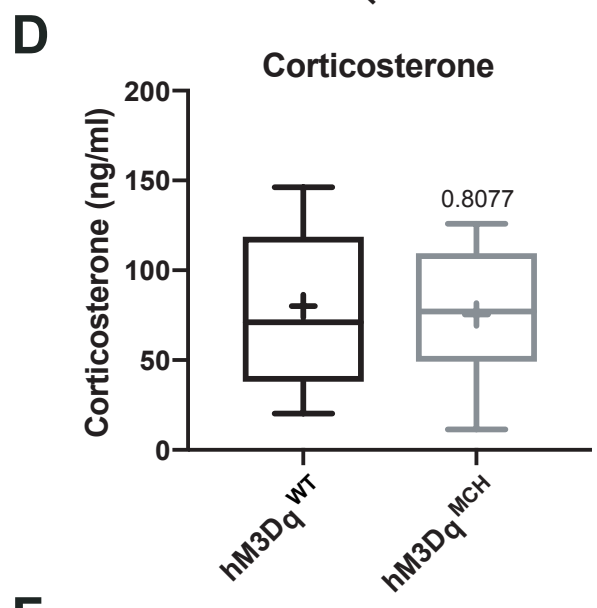 D
Corticosterone
Corticosterone (ng/ml)
200
150
100
50
0
0.8077
hM3Dq^WT
hM3Dq^MCH